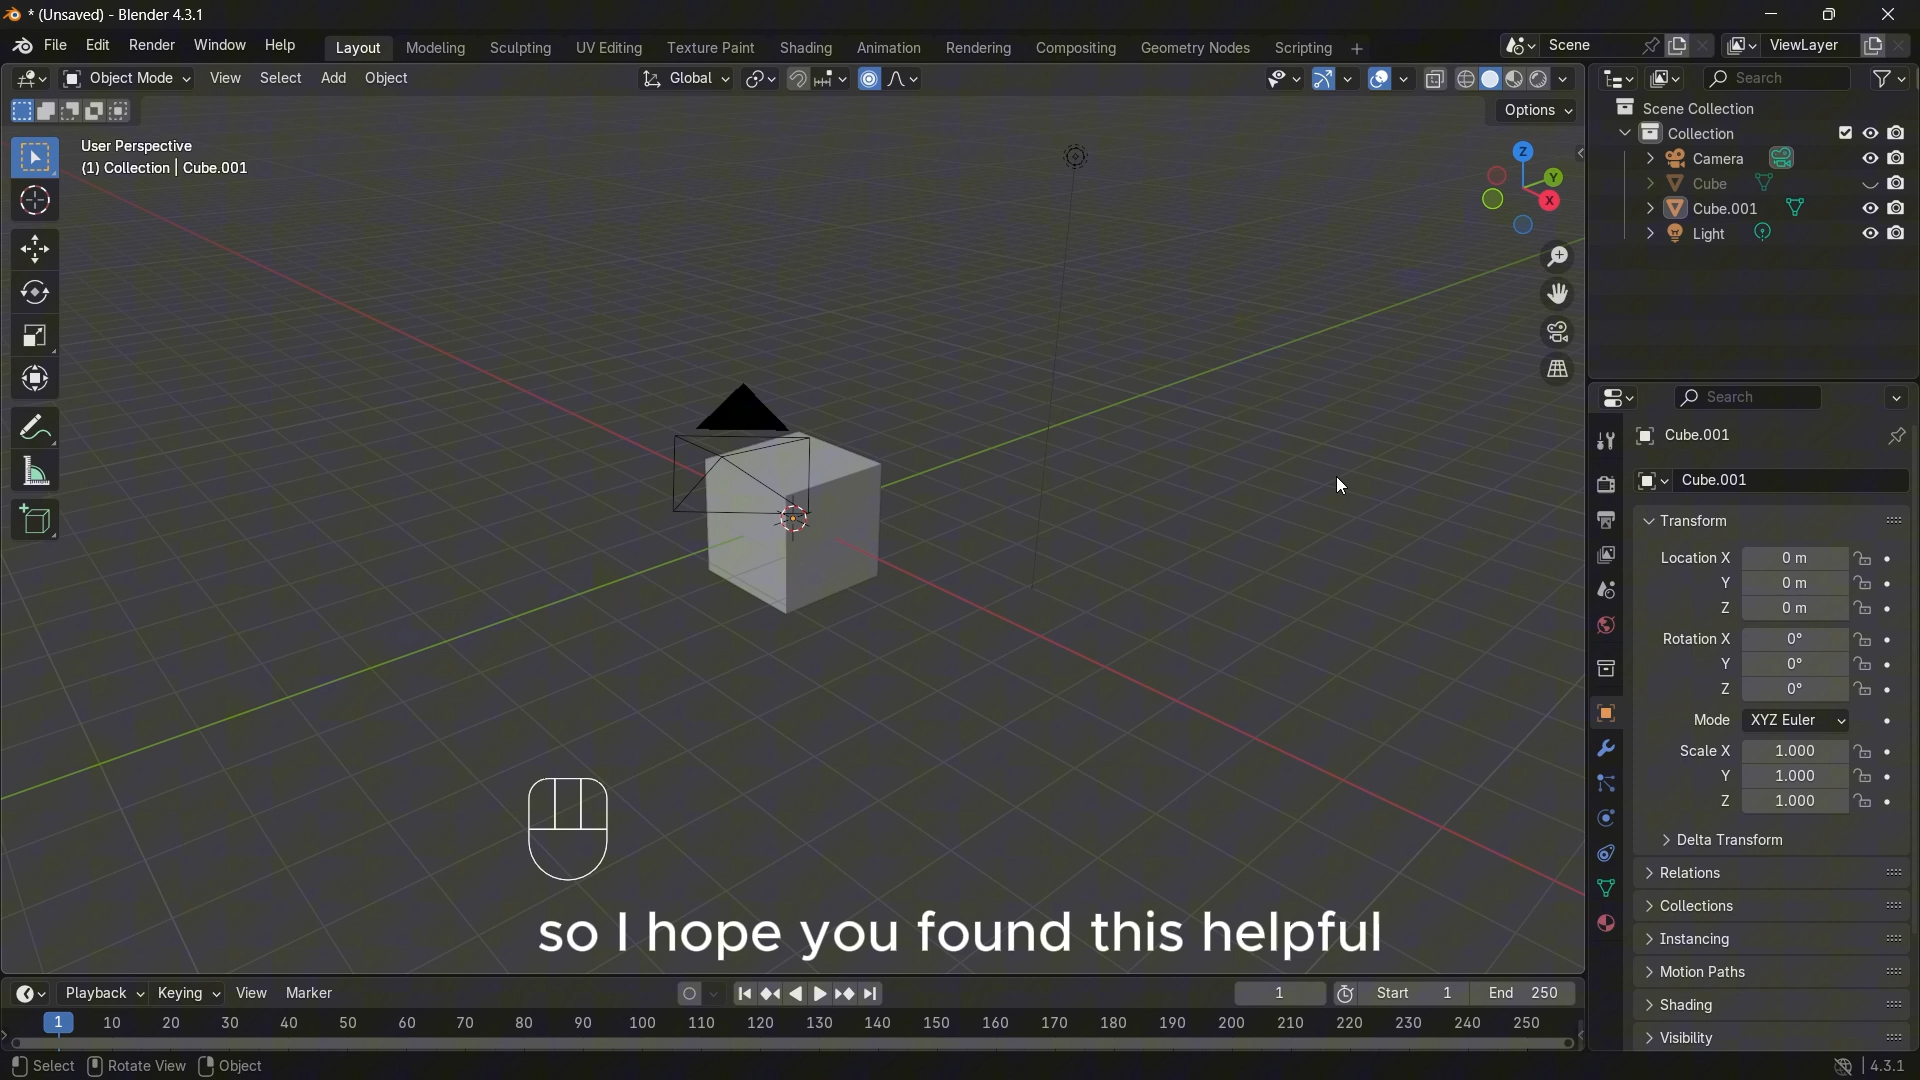 * (Unsaved) - Blender 4.3.1
File Edit Render Window Help Layout Modeling Sculpting UV Editing Texture Paint Shading Animation Rendering Compositing Geometry Nodes Scripting + Scene ViewLayer
Object Mode View Select Add Object Global Search
Options
User Perspective
(1) Collection | Cube.001
Z
Y
X
Scene Collection
Collection
Camera
Cube
Cube.001
Light
Search
Cube.001
Cube.001
Transform
Location X 0 m
Y 0 m
Z 0 m
Rotation X 0°
Y 0°
Z 0°
Mode XYZ Euler
Scale X 1.000
Y 1.000
Z 1.000
Delta Transform
Relations
Collections
Instancing
Motion Paths
Shading
Visibility
so I hope you found this helpful
Playback Keying View Marker 1 Start 1 End 250
1 10 20 30 40 50 60 70 80 90 100 110 120 130 140 150 160 170 180 190 200 210 220 230 240 250
Select Rotate View Object 4.3.1